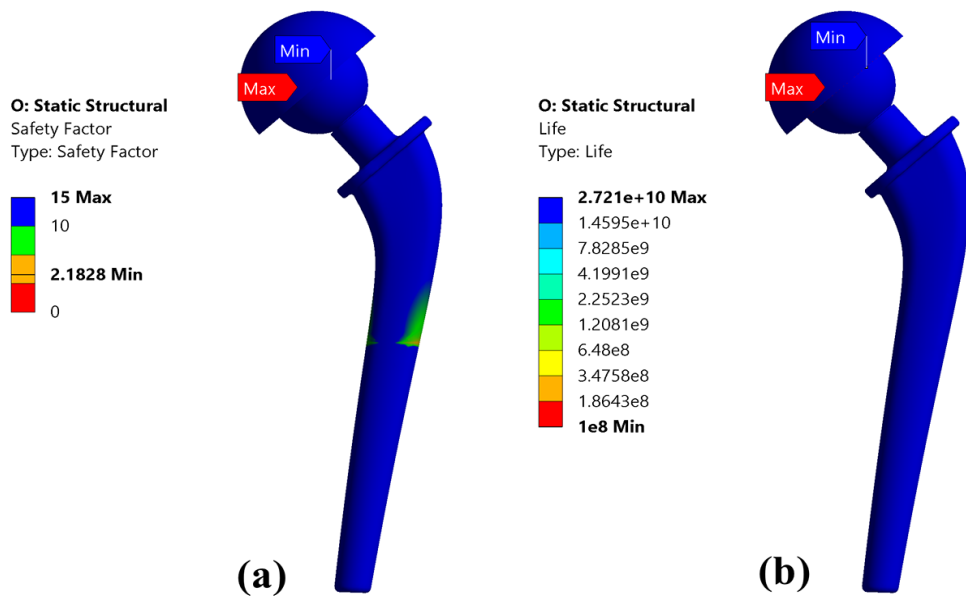 O: Static Structural
Safety Factor
Type: Safety Factor
15 Max
10
2.1828 Min
0
Min
Max
(a)
O: Static Structural
Life
Type: Life
2.721e+10 Max
1.4595e+10
7.8285e9
4.1991e9
2.2523e9
1.2081e9
6.48e8
3.4758e8
1.8643e8
1e8 Min
Min
Max
(b)